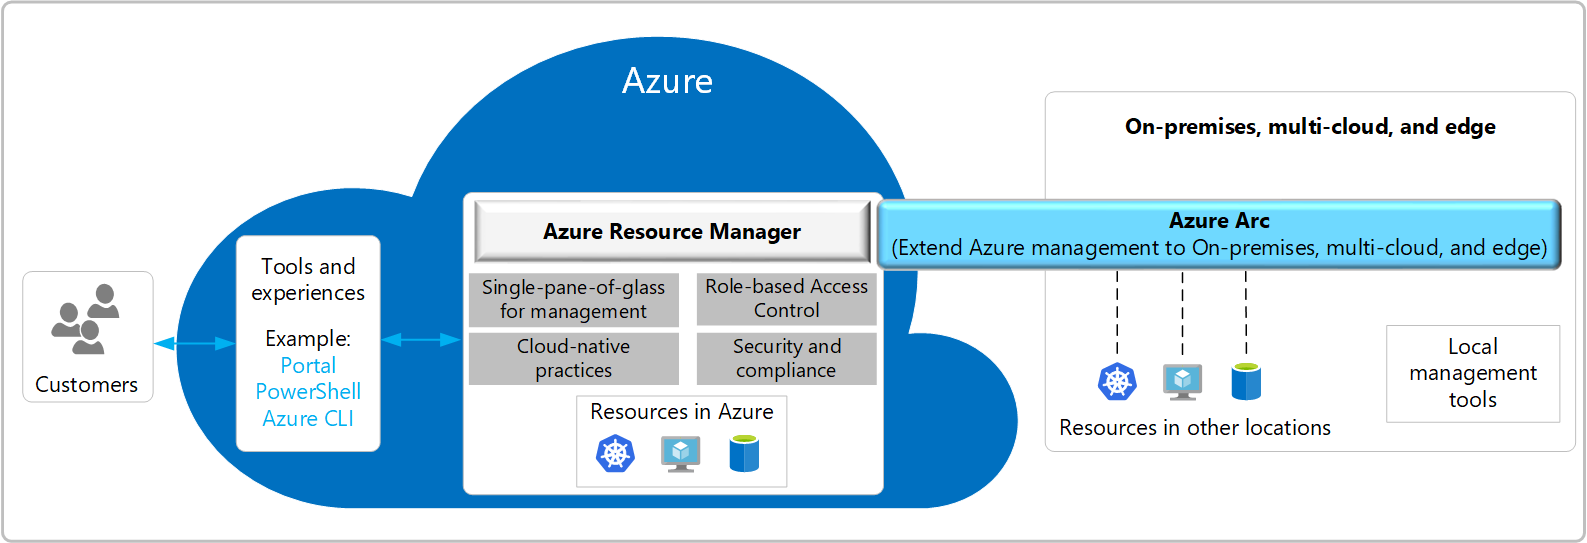 Azure
Customers
Tools and
experiences
Example:
Portal
PowerShell
Azure CLI
Azure Resource Manager
Single-pane-of-glass
for management
Role-based Access
Control
Cloud-native
practices
Security and
compliance
Resources in Azure
On-premises, multi-cloud, and edge
Azure Arc
(Extend Azure management to On-premises, multi-cloud, and edge)
Resources in other locations
Local
management
tools